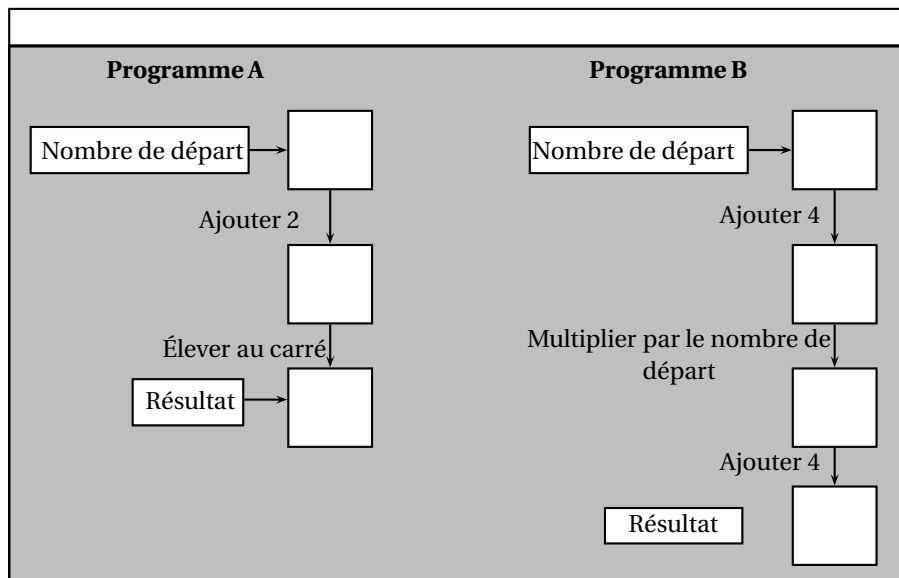 Programme A
Nombre de départ
Ajouter 2
Élever au carré
Résultat
Programme B
Nombre de départ
Ajouter 4
Multiplier par le nombre de
départ
Ajouter 4
Résultat